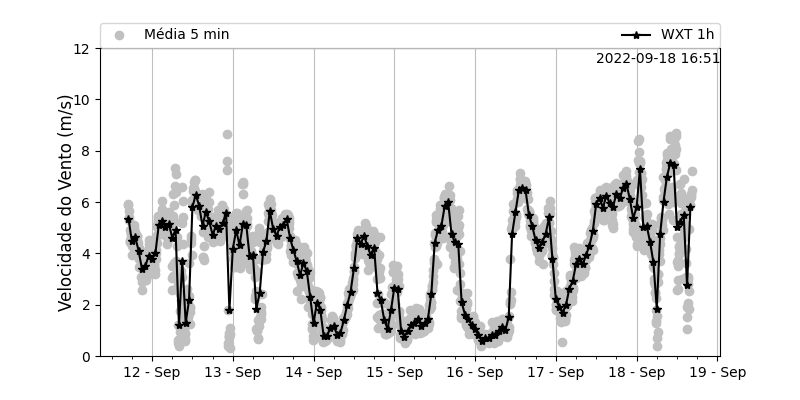 Média 5 min
WXT 1h
2022-09-18 16:51
Velocidade do Vento (m/s)
12
10
8
6
4
2
0
12 - Sep
13 - Sep
14 - Sep
15 - Sep
16 - Sep
17 - Sep
18 - Sep
19 - Sep